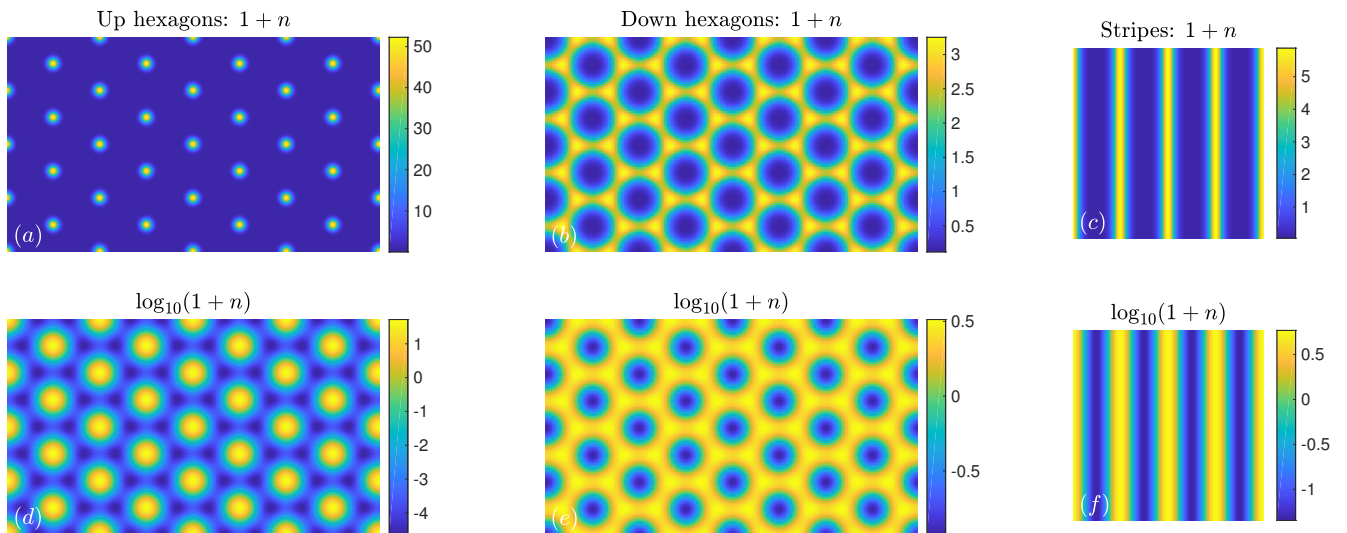 Up hexagons: 1 + n
Down hexagons: 1 + n
Stripes: 1 + n
50
40
30
20
10
(a)
3
2.5
2
1.5
1
0.5
(b)
5
4
3
2
1
(c)
log10(1 + n)
log10(1 + n)
log10(1 + n)
1
0
-1
-2
-3
-4
(d)
0.5
0
-0.5
(e)
0.5
0
-0.5
-1
(f)